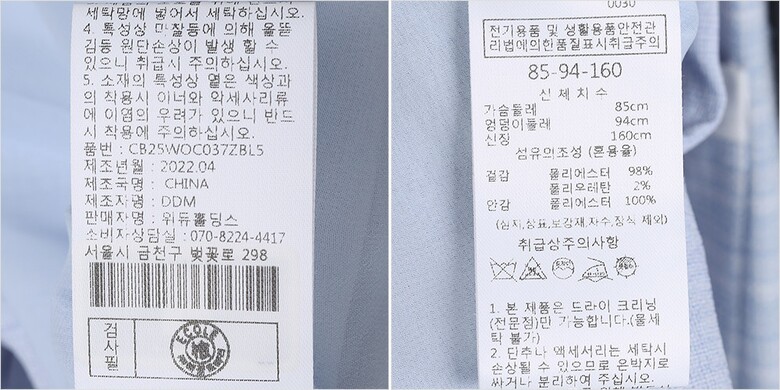 세탁망에 넣어서 세탁하십시오.
4. 특성상 마찰등에 의해 올뜯
김등 원단손상이 발생 할 수
있으니 취급시 주의하십시오.
5. 소재의 특성상 옅은 색상과
의 착용시 이너와 악세사리류
에 이염의 우려가 있으니 반드
시 착용에 주의하십시오.
품번 : CB25WOC037ZBL5
제조년월 : 2022.04
제조국명 : CHINA
제조자명 : DDM
판매자명 : 위듀홀딩스
소비자상담실 : 070-8224-4417
서울시 금천구 벚꽃로 298
검사필
ECOLE
0030
전기용품 및 생활용품안전관
리법에의한품질표시취급주의
85-94-160
신체치수
가슴둘레 85cm
엉덩이둘레 94cm
신장 160cm
섬유의조성 (혼용율)
겉감 폴리에스터 98%
폴리우레탄 2%
안감 폴리에스터 100%
(심지,상표,보강재,자수,장식 제외)
취급상주의사항
1. 본 제품은 드라이 크리닝
(전문점)만 가능합니다.(물세
탁 불가)
2. 단추나 액세서리는 세탁시
손상될 수 있으므로 은박지로
싸거나 분리하여 주십시오.